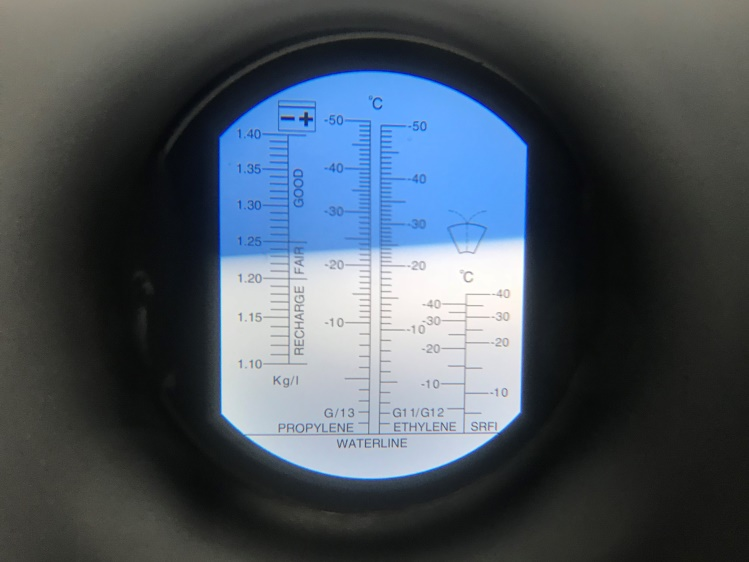 °C
- +
-50
-50
1.40
1.35
-40
-40
GOOD
1.30
-30
-30
1.25
FAIR
-20
-20
1.20
°C
-40
-40
RECHARGE
1.15
-10
-10
-30
-30
-20
-20
1.10
Kg/l
-10
-10
G/13
G11/G12
PROPYLENE
ETHYLENE
SRFI
WATERLINE